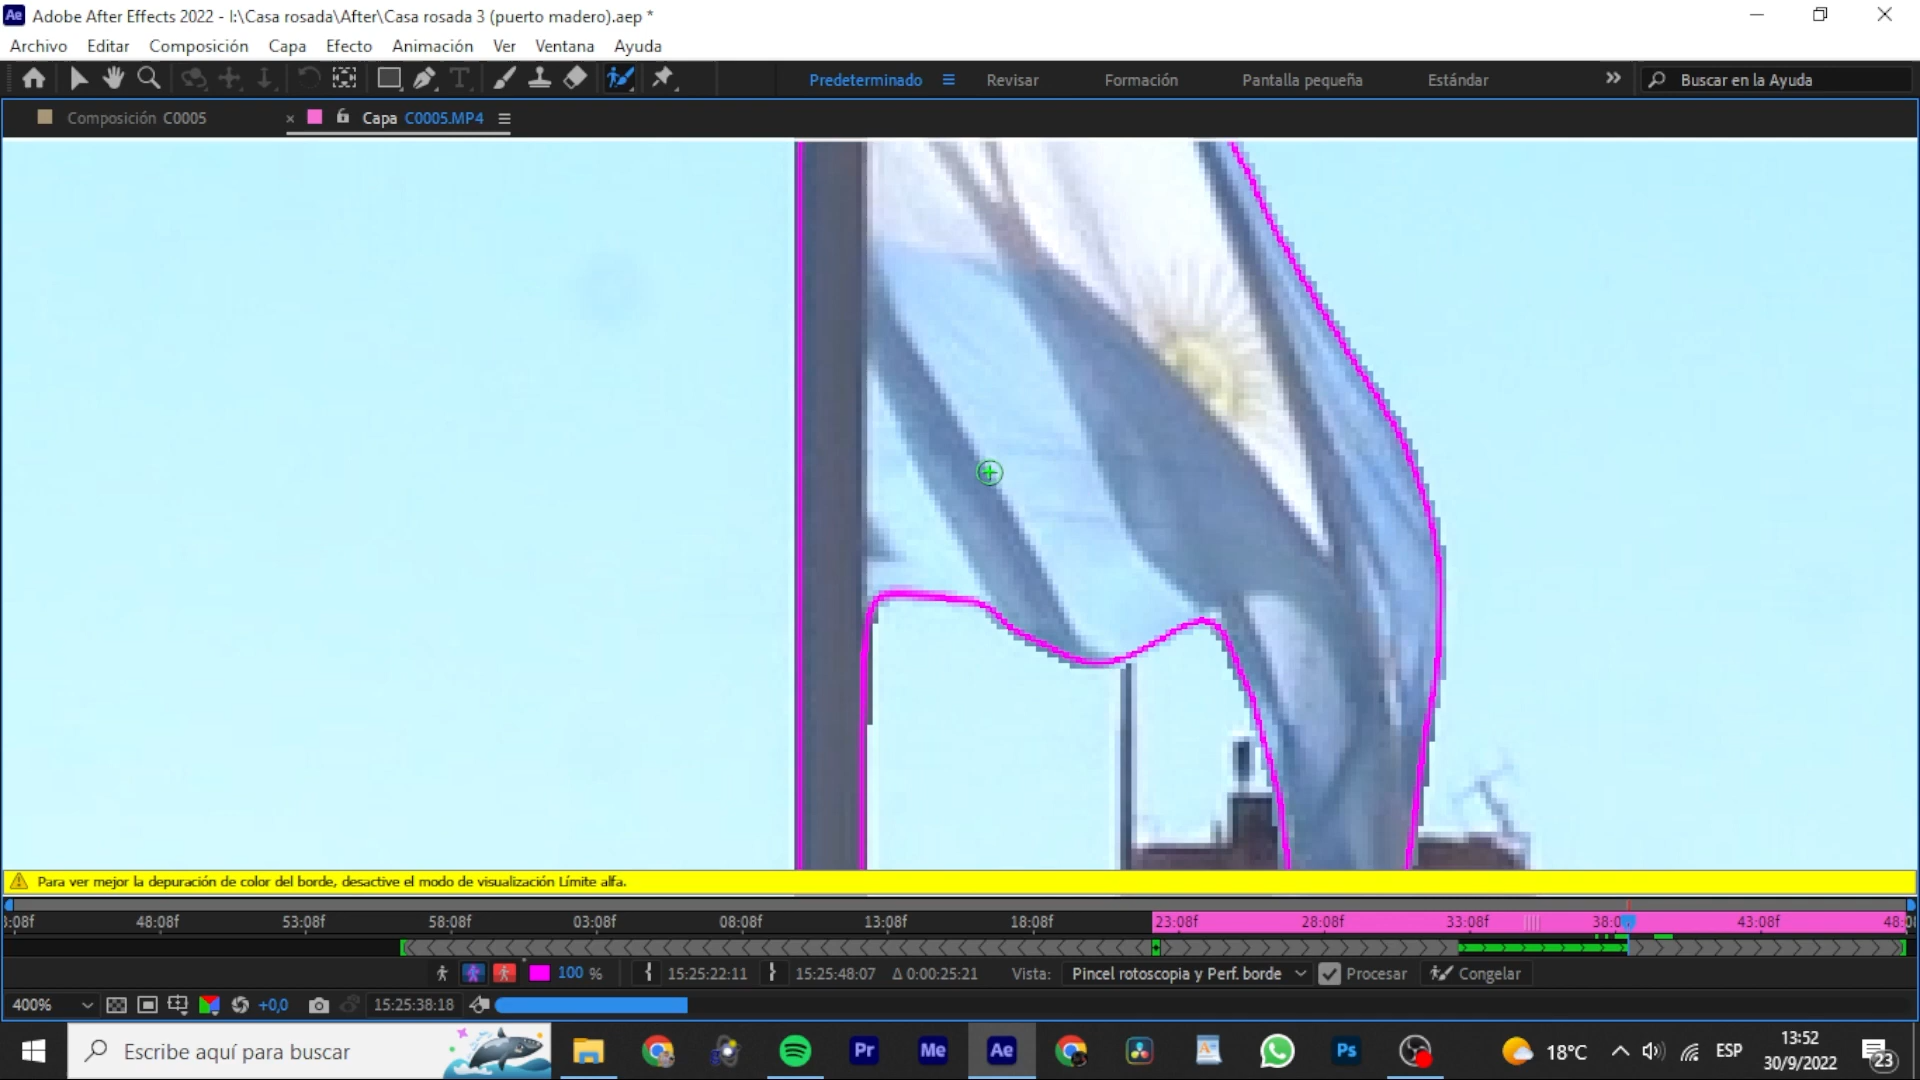 Adobe After Effects 2022 - I:\Casa rosada\After\Casa rosada 3 (puerto madero).aep *
Archivo Editar Composición Capa Efecto Animación Ver Ventana Ayuda
Predeterminado Revisar Formación Pantalla pequeña Estándar Buscar en la Ayuda
Composición C0005 Capa C0005.MP4
Para ver mejor la depuración de color del borde, desactive el modo de visualización Límite alfa.
48:08f 53:08f 58:08f 03:08f 08:08f 13:08f 18:08f 23:08f 28:08f 33:08f 43:08f
100 % { 15:25:22:11 } 15:25:48:07 Δ 0:00:25:21 Vista: Pincel rotoscopia y Perf. borde Procesar Congelar
400% +0,0 15:25:38:18
Escribe aquí para buscar Pr Me Ae Ps 18°C ESP 13:52
30/9/2022 23